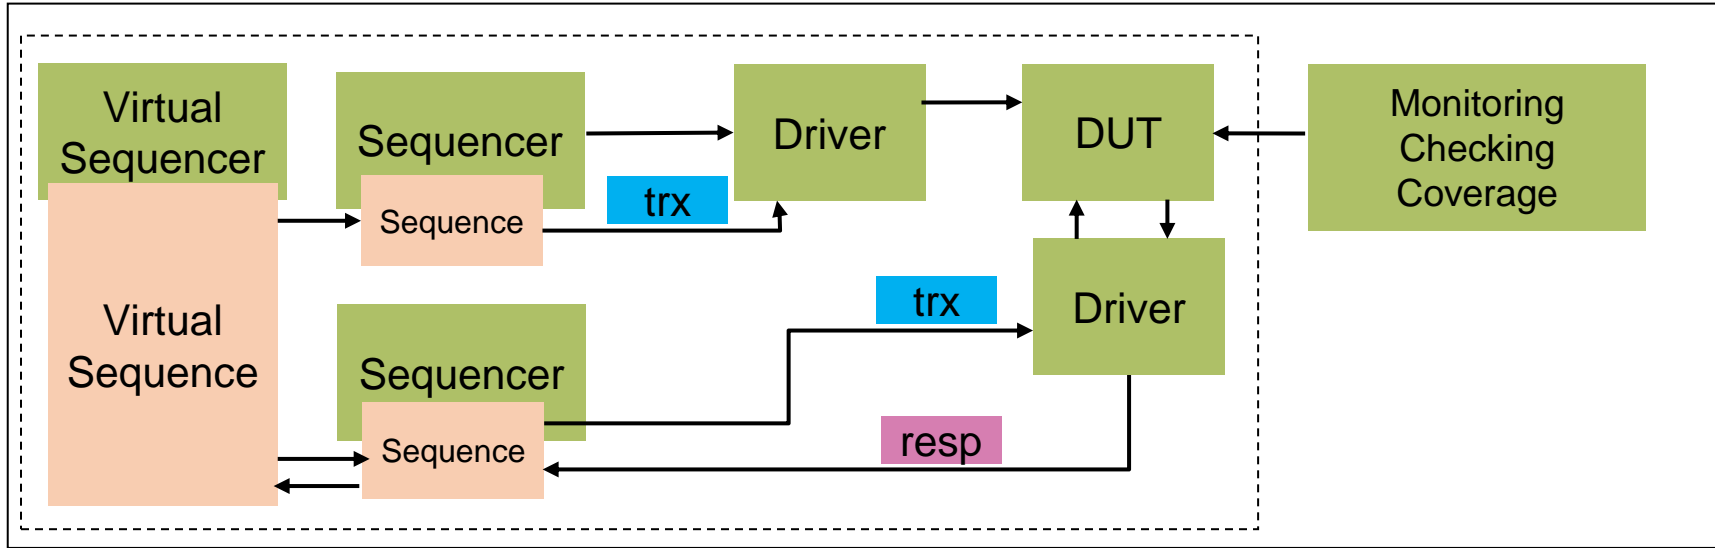 Virtual
Sequencer
Sequencer
Driver
DUT
Monitoring
Checking
Coverage
Sequence
trx
Virtual
Sequence
trx
Driver
Sequencer
Sequence
resp